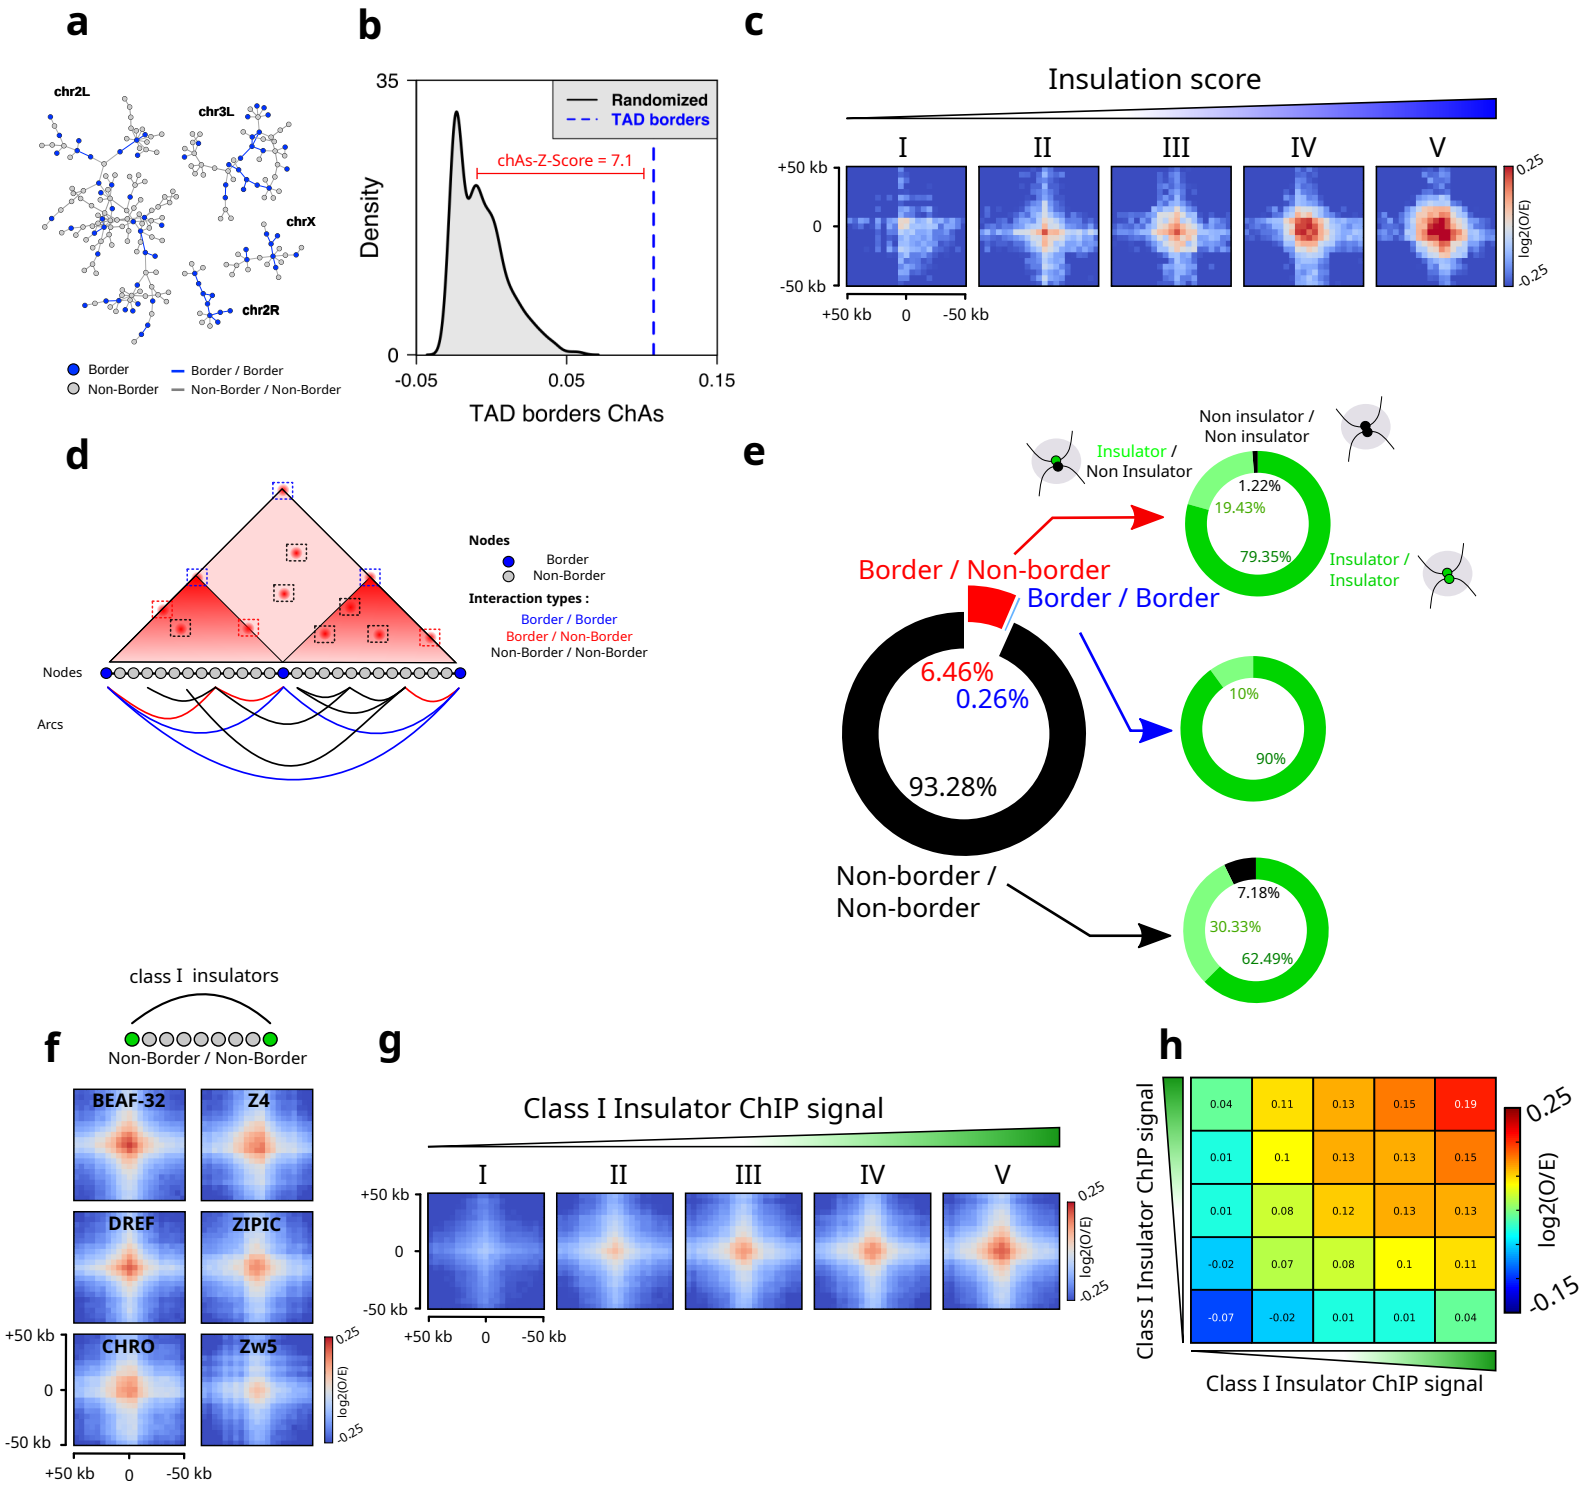 a
chr2L
chr3L
chrX
chr2R
Border
Border / Border
Non-Border
Non-Border / Non-Border
b
35
Randomized
TAD borders
chAs-Z-Score = 7.1
Density
0
-0.05
0.05
0.15
TAD borders ChAs
c
Insulation score
I
II
III
IV
V
+50 kb
0
-50 kb
+50 kb
0
-50 kb
0.25
log2(O/E)
-0.25
d
Nodes
Border
Non-Border
Interaction types :
Border / Border
Border / Non-Border
Non-Border / Non-Border
Nodes
Arcs
e
Insulator /
Non Insulator
Non insulator /
Non insulator
1.22%
19.43%
79.35%
Insulator /
Insulator
Border / Non-border
Border / Border
6.46%
0.26%
93.28%
10%
90%
Non-border /
Non-border
7.18%
30.33%
62.49%
f
class I insulators
Non-Border / Non-Border
BEAF-32
Z4
DREF
ZIPIC
CHRO
Zw5
+50 kb
0
-50 kb
+50 kb
0
-50 kb
0.25
log2(O/E)
-0.25
g
Class I Insulator ChIP signal
I
II
III
IV
V
+50 kb
0
-50 kb
+50 kb
0
-50 kb
0.25
log2(O/E)
-0.25
h
Class I Insulator ChIP signal
0.04 0.11 0.13 0.15 0.19
0.01 0.1 0.13 0.13 0.15
0.01 0.08 0.12 0.13 0.13
-0.02 0.07 0.08 0.1 0.11
-0.07 -0.02 0.01 0.01 0.04
Class I Insulator ChIP signal
0.25
log2(O/E)
-0.15